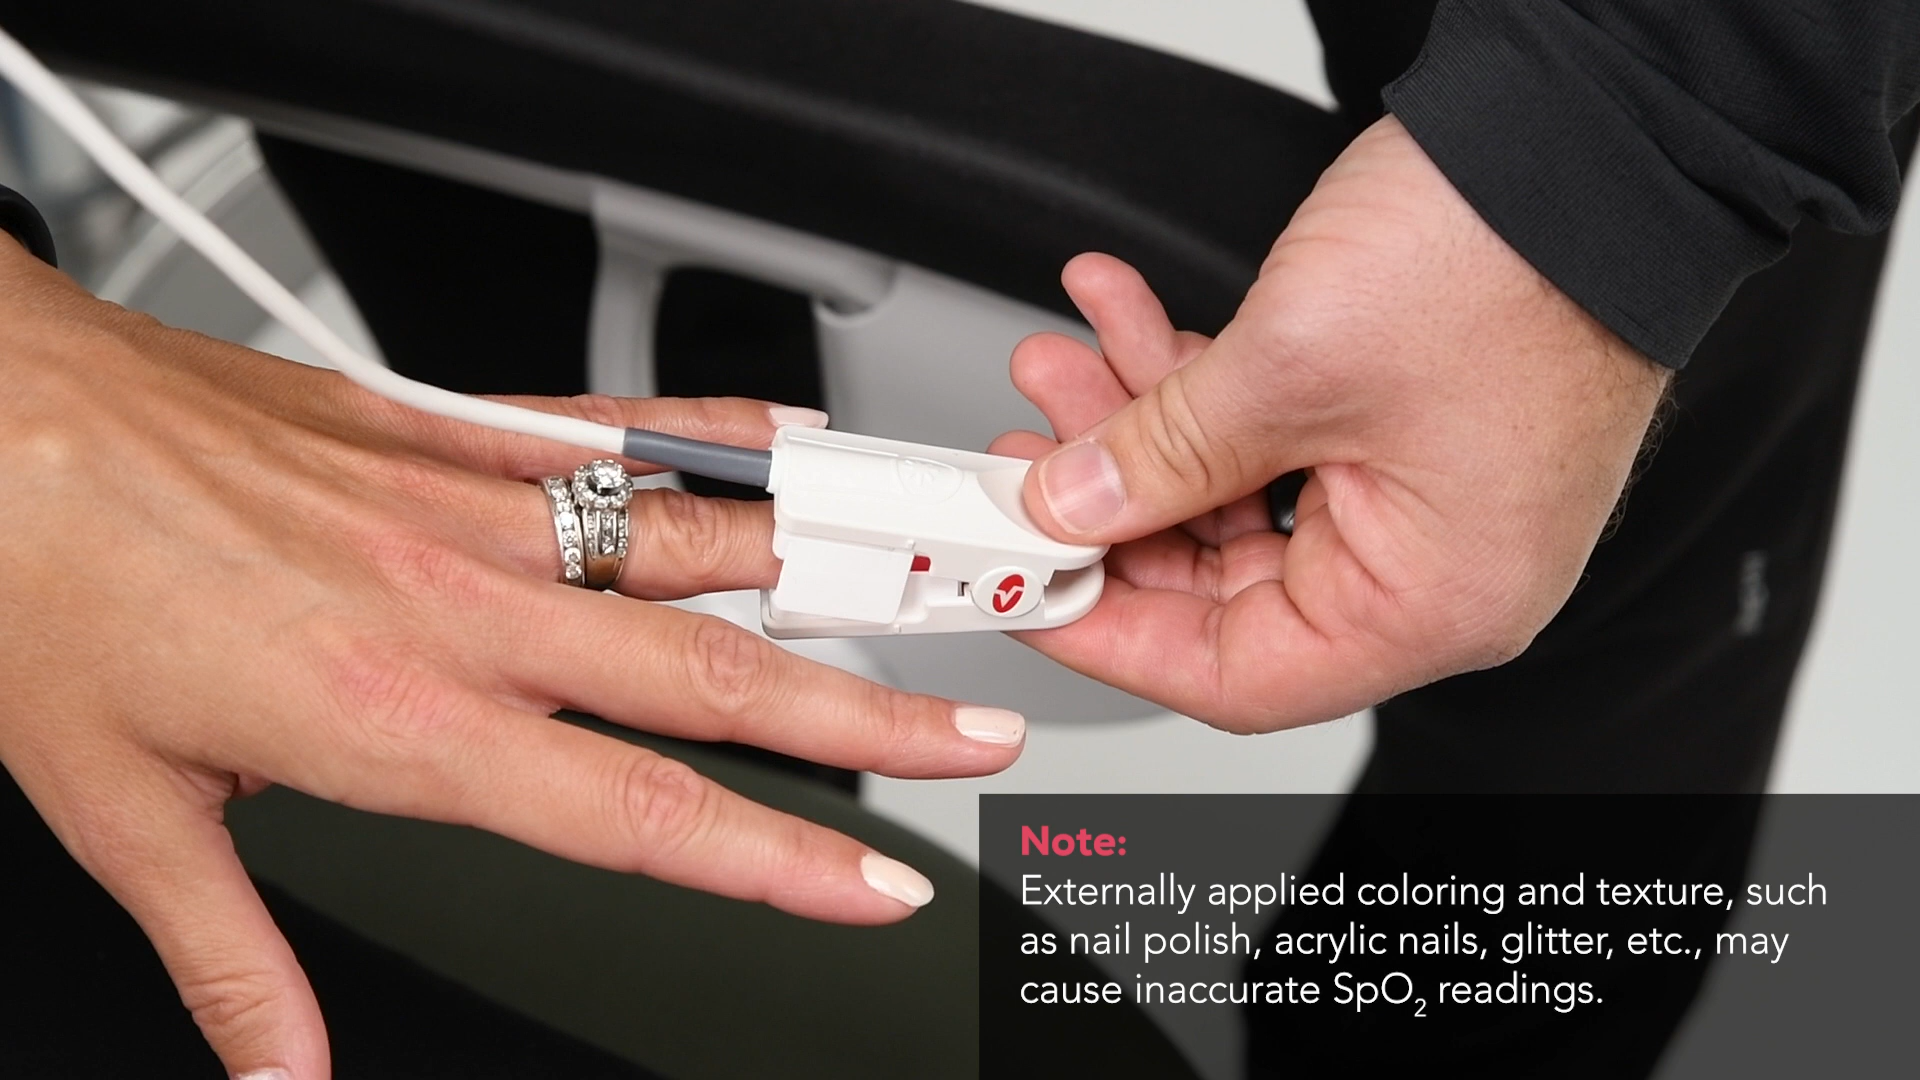 Note:
Externally applied coloring and texture, such
as nail polish, acrylic nails, glitter, etc., may
cause inaccurate SpO₂ readings.